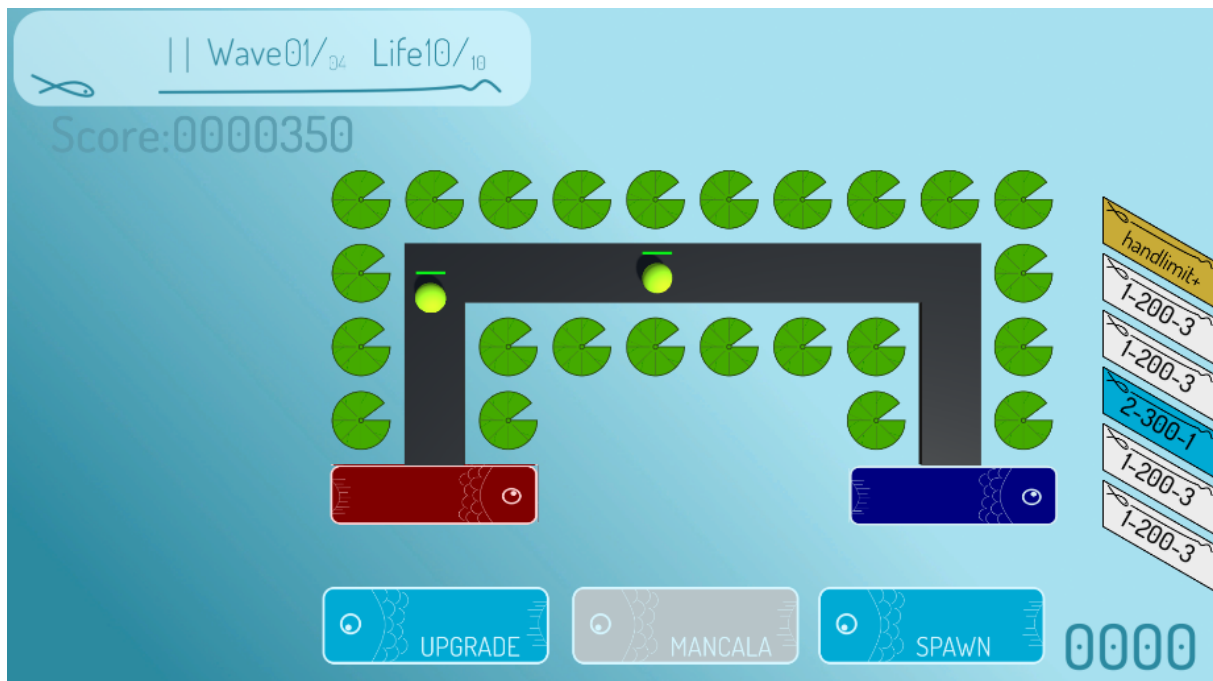 || Wave01/04 Life10/10
Score:0000350
handlimit+
1-200-3
1-200-3
2-300-1
1-200-3
1-200-3
UPGRADE
MANCALA
SPAWN
0000